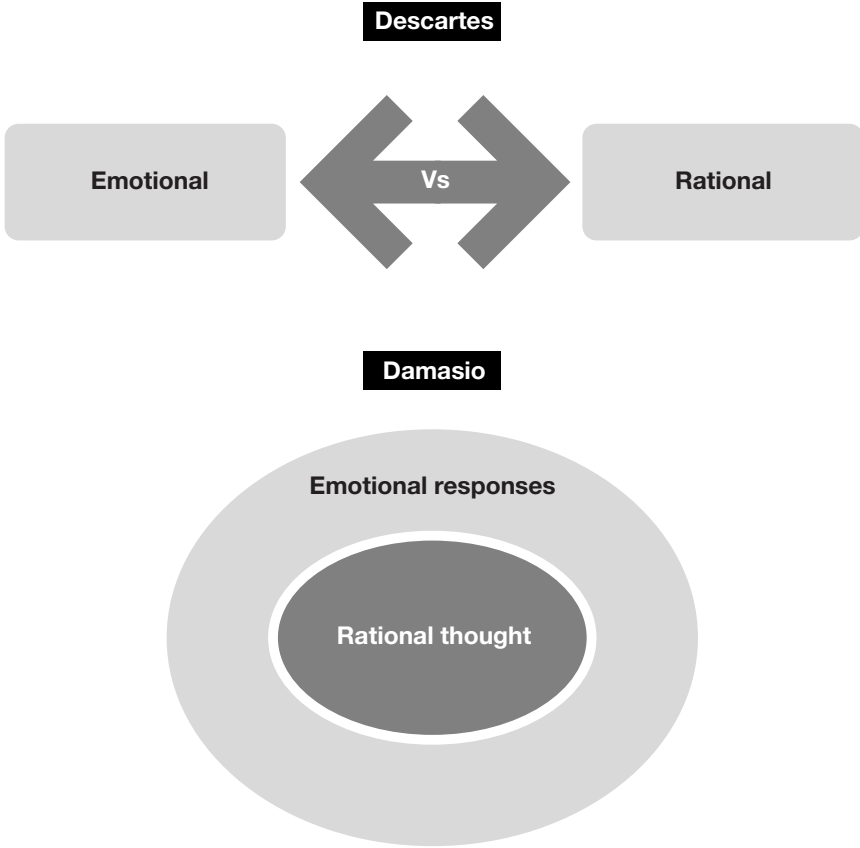 Descartes
Emotional
Vs
Rational
Damasio
Emotional responses
Rational thought